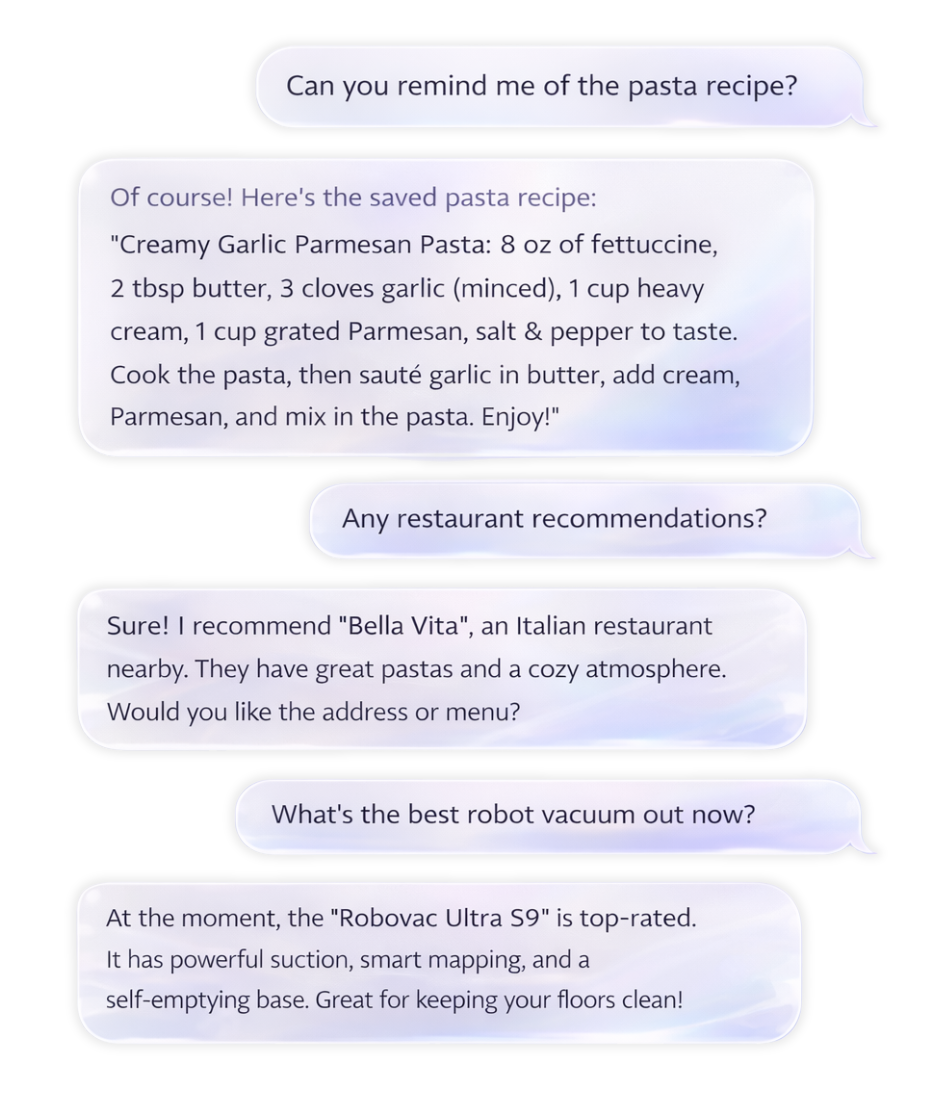 Can you remind me of the pasta recipe?
Of course! Here's the saved pasta recipe:
"Creamy Garlic Parmesan Pasta: 8 oz of fettuccine,
2 tbsp butter, 3 cloves garlic (minced), 1 cup heavy
cream, 1 cup grated Parmesan, salt & pepper to taste.
Cook the pasta, then sauté garlic in butter, add cream,
Parmesan, and mix in the pasta. Enjoy!"
Any restaurant recommendations?
Sure! I recommend "Bella Vita", an Italian restaurant
nearby. They have great pastas and a cozy atmosphere.
Would you like the address or menu?
What's the best robot vacuum out now?
At the moment, the "Robovac Ultra S9" is top-rated.
It has powerful suction, smart mapping, and a
self-emptying base. Great for keeping your floors clean!